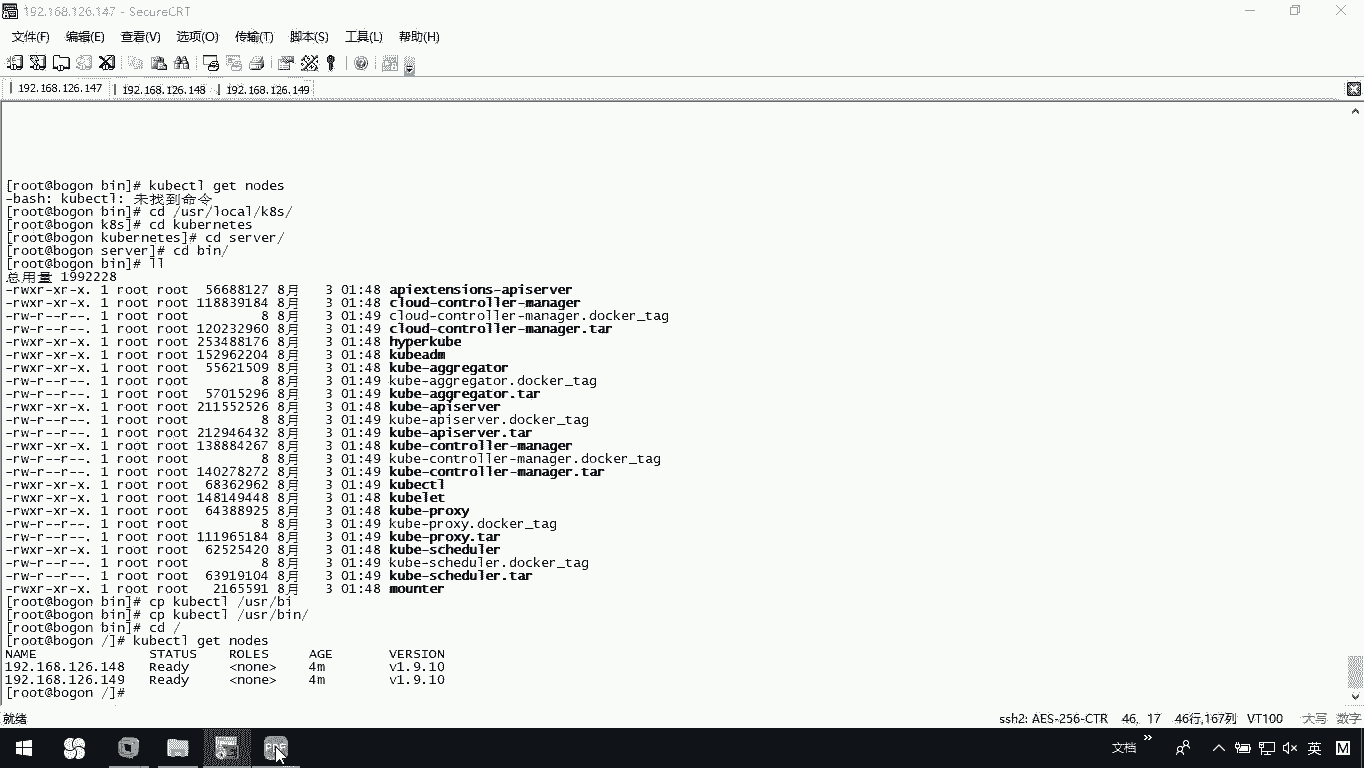 192.168.126.147 - SecureCRT
文件(F) 编辑(E) 查看(V) 选项(O) 传输(T) 脚本(S) 工具(L) 帮助(H)
192.168.126.147 192.168.126.148 192.168.126.149
[root@bogon bin]# kubectl get nodes
-bash: kubectl: 未找到命令
[root@bogon bin]# cd /usr/local/k8s/
[root@bogon k8s]# cd kubernetes
[root@bogon kubernetes]# cd server/
[root@bogon server]# cd bin/
[root@bogon bin]# ll
总用量 1992228
-rwxr-xr-x. 1 root root  56688127 8月   3 01:48 apiextensions-apiserver
-rwxr-xr-x. 1 root root 118839184 8月   3 01:48 cloud-controller-manager
-rw-r--r--. 1 root root         8 8月   3 01:49 cloud-controller-manager.docker_tag
-rw-r--r--. 1 root root 120232960 8月   3 01:49 cloud-controller-manager.tar
-rwxr-xr-x. 1 root root 253488176 8月   3 01:48 hyperkube
-rwxr-xr-x. 1 root root 152962204 8月   3 01:48 kubeadm
-rwxr-xr-x. 1 root root  55621509 8月   3 01:48 kube-aggregator
-rw-r--r--. 1 root root         8 8月   3 01:49 kube-aggregator.docker_tag
-rw-r--r--. 1 root root  57015296 8月   3 01:49 kube-aggregator.tar
-rwxr-xr-x. 1 root root 211552526 8月   3 01:48 kube-apiserver
-rw-r--r--. 1 root root         8 8月   3 01:49 kube-apiserver.docker_tag
-rw-r--r--. 1 root root 212946432 8月   3 01:49 kube-apiserver.tar
-rwxr-xr-x. 1 root root 138884267 8月   3 01:48 kube-controller-manager
-rw-r--r--. 1 root root         8 8月   3 01:49 kube-controller-manager.docker_tag
-rw-r--r--. 1 root root 140278272 8月   3 01:49 kube-controller-manager.tar
-rwxr-xr-x. 1 root root  68362962 8月   3 01:49 kubectl
-rwxr-xr-x. 1 root root 148149448 8月   3 01:48 kubelet
-rwxr-xr-x. 1 root root  64388925 8月   3 01:48 kube-proxy
-rw-r--r--. 1 root root         8 8月   3 01:49 kube-proxy.docker_tag
-rw-r--r--. 1 root root 111965184 8月   3 01:49 kube-proxy.tar
-rwxr-xr-x. 1 root root  62525420 8月   3 01:48 kube-scheduler
-rw-r--r--. 1 root root         8 8月   3 01:49 kube-scheduler.docker_tag
-rw-r--r--. 1 root root  63919104 8月   3 01:49 kube-scheduler.tar
-rwxr-xr-x. 1 root root   2165591 8月   3 01:48 mounter
[root@bogon bin]# cp kubectl /usr/bi
[root@bogon bin]# cp kubectl /usr/bin/
[root@bogon bin]# cd /
[root@bogon /]# kubectl get nodes
NAME              STATUS    ROLES     AGE       VERSION
192.168.126.148   Ready     <none>    4m        v1.9.10
192.168.126.149   Ready     <none>    4m        v1.9.10
[root@bogon /]#
就绪 ssh2: AES-256-CTR 46, 17 46行,167列 VT100 大写 数字
文档 英 M